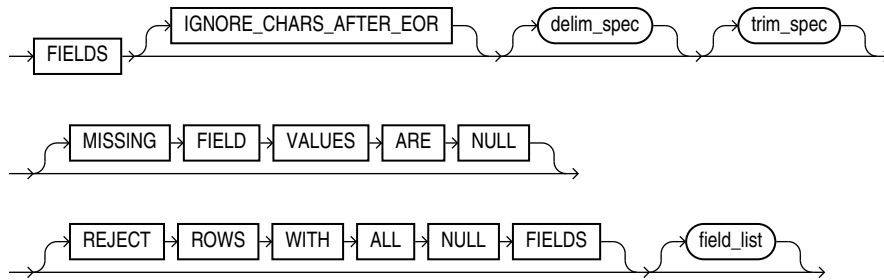 FIELDS IGNORE_CHARS_AFTER_EOR delim_spec trim_spec
MISSING FIELD VALUES ARE NULL
REJECT ROWS WITH ALL NULL FIELDS field_list